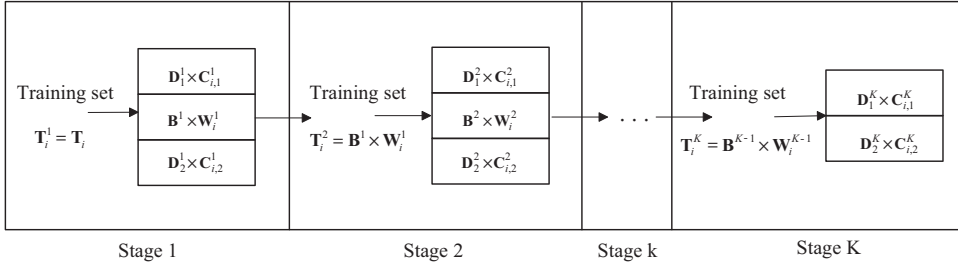 Training set
T_i^1 = T_i
D_1^1 × C_{i,1}^1
B^1 × W_i^1
D_2^1 × C_{i,2}^1
Training set
T_i^2 = B^1 × W_i^1
D_1^2 × C_{i,1}^2
B^2 × W_i^2
D_2^2 × C_{i,2}^2
. . .
Training set
T_i^K = B^{K-1} × W_i^{K-1}
D_1^K × C_{i,1}^K
D_2^K × C_{i,2}^K
Stage 1
Stage 2
Stage k
Stage K